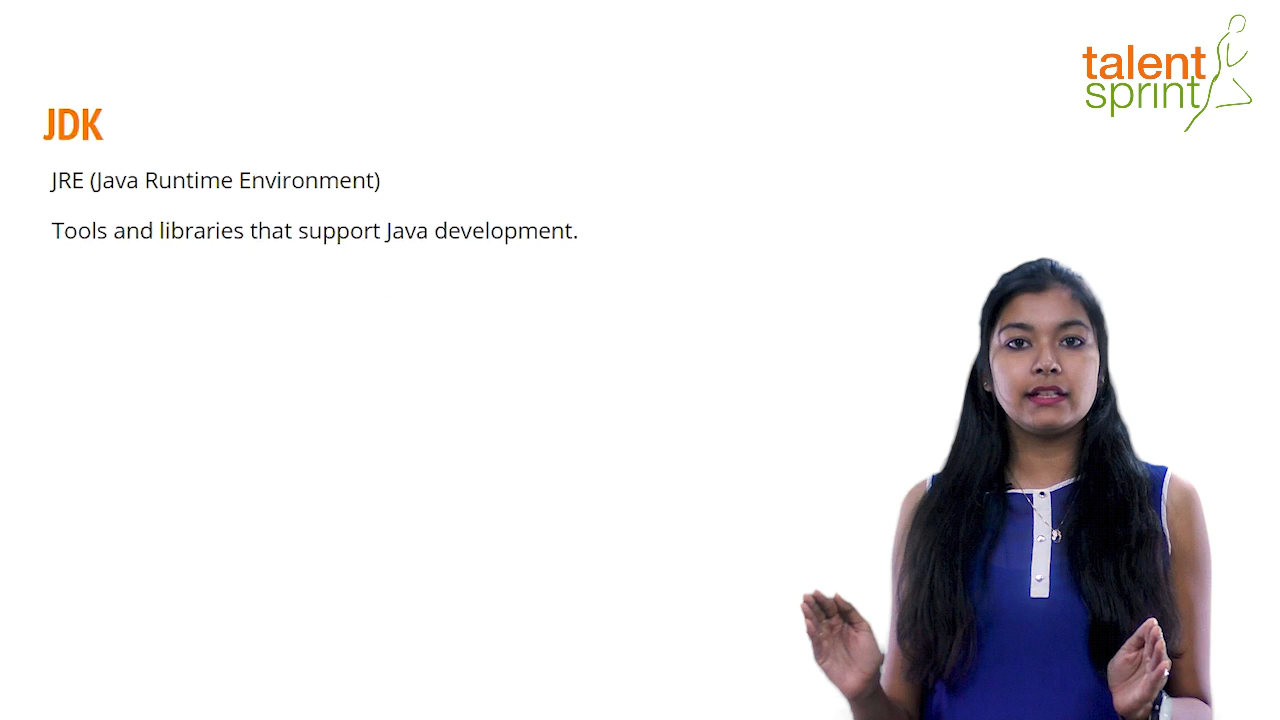 talent
sprint
JDK
JRE (Java Runtime Environment)
Tools and libraries that support Java development.